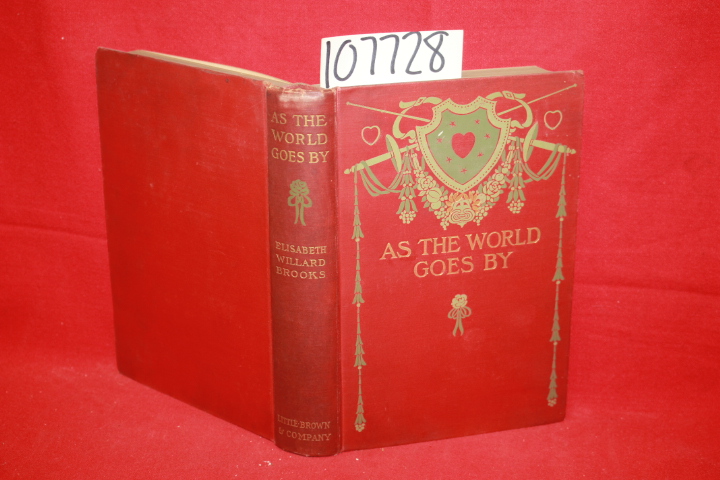 107728
AS THE
WORLD
GOES BY
ELISABETH
WILLARD
BROOKS
LITTLE·BROWN
& COMPANY
AS THE WORLD
GOES BY